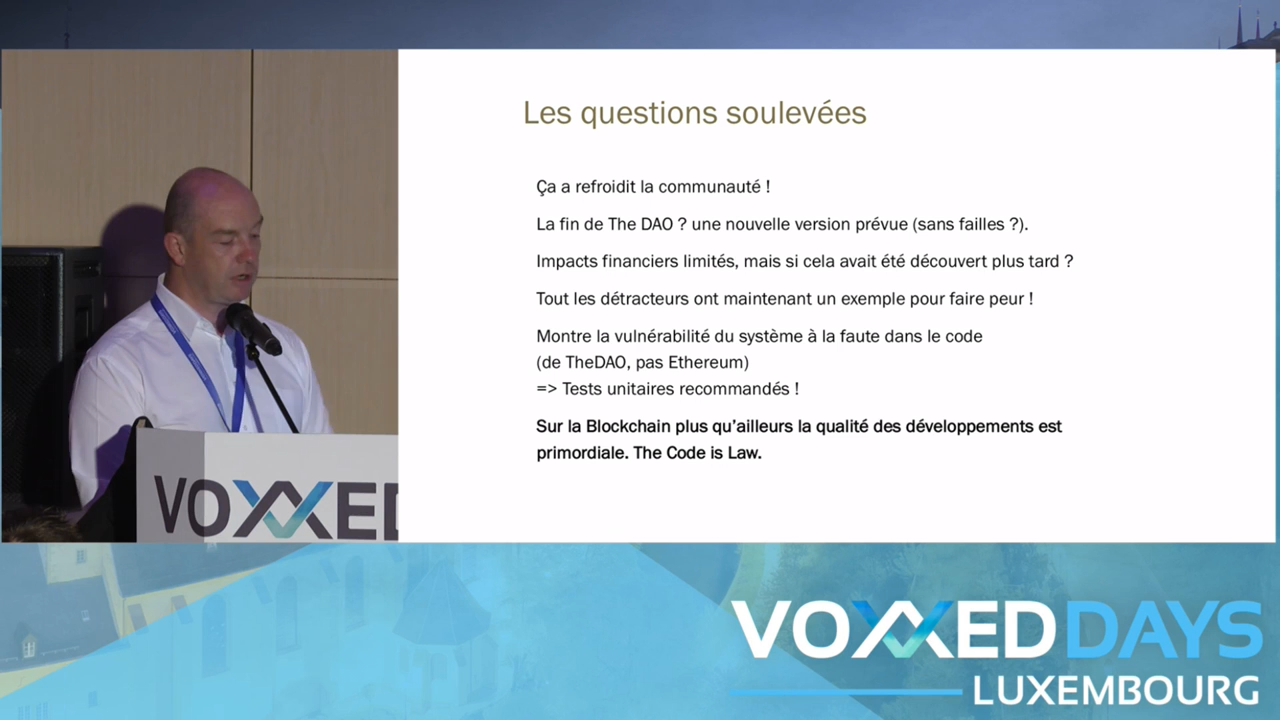 Les questions soulevées
Ça a refroidit la communauté !
La fin de The DAO ? une nouvelle version prévue (sans failles ?).
Impacts financiers limités, mais si cela avait été découvert plus tard ?
Tout les détracteurs ont maintenant un exemple pour faire peur !
Montre la vulnérabilité du système à la faute dans le code
(de TheDAO, pas Ethereum)
=> Tests unitaires recommandés !
Sur la Blockchain plus qu’ailleurs la qualité des développements est
primordiale. The Code is Law.
VOXXED
VOXXEDDAYS
LUXEMBOURG